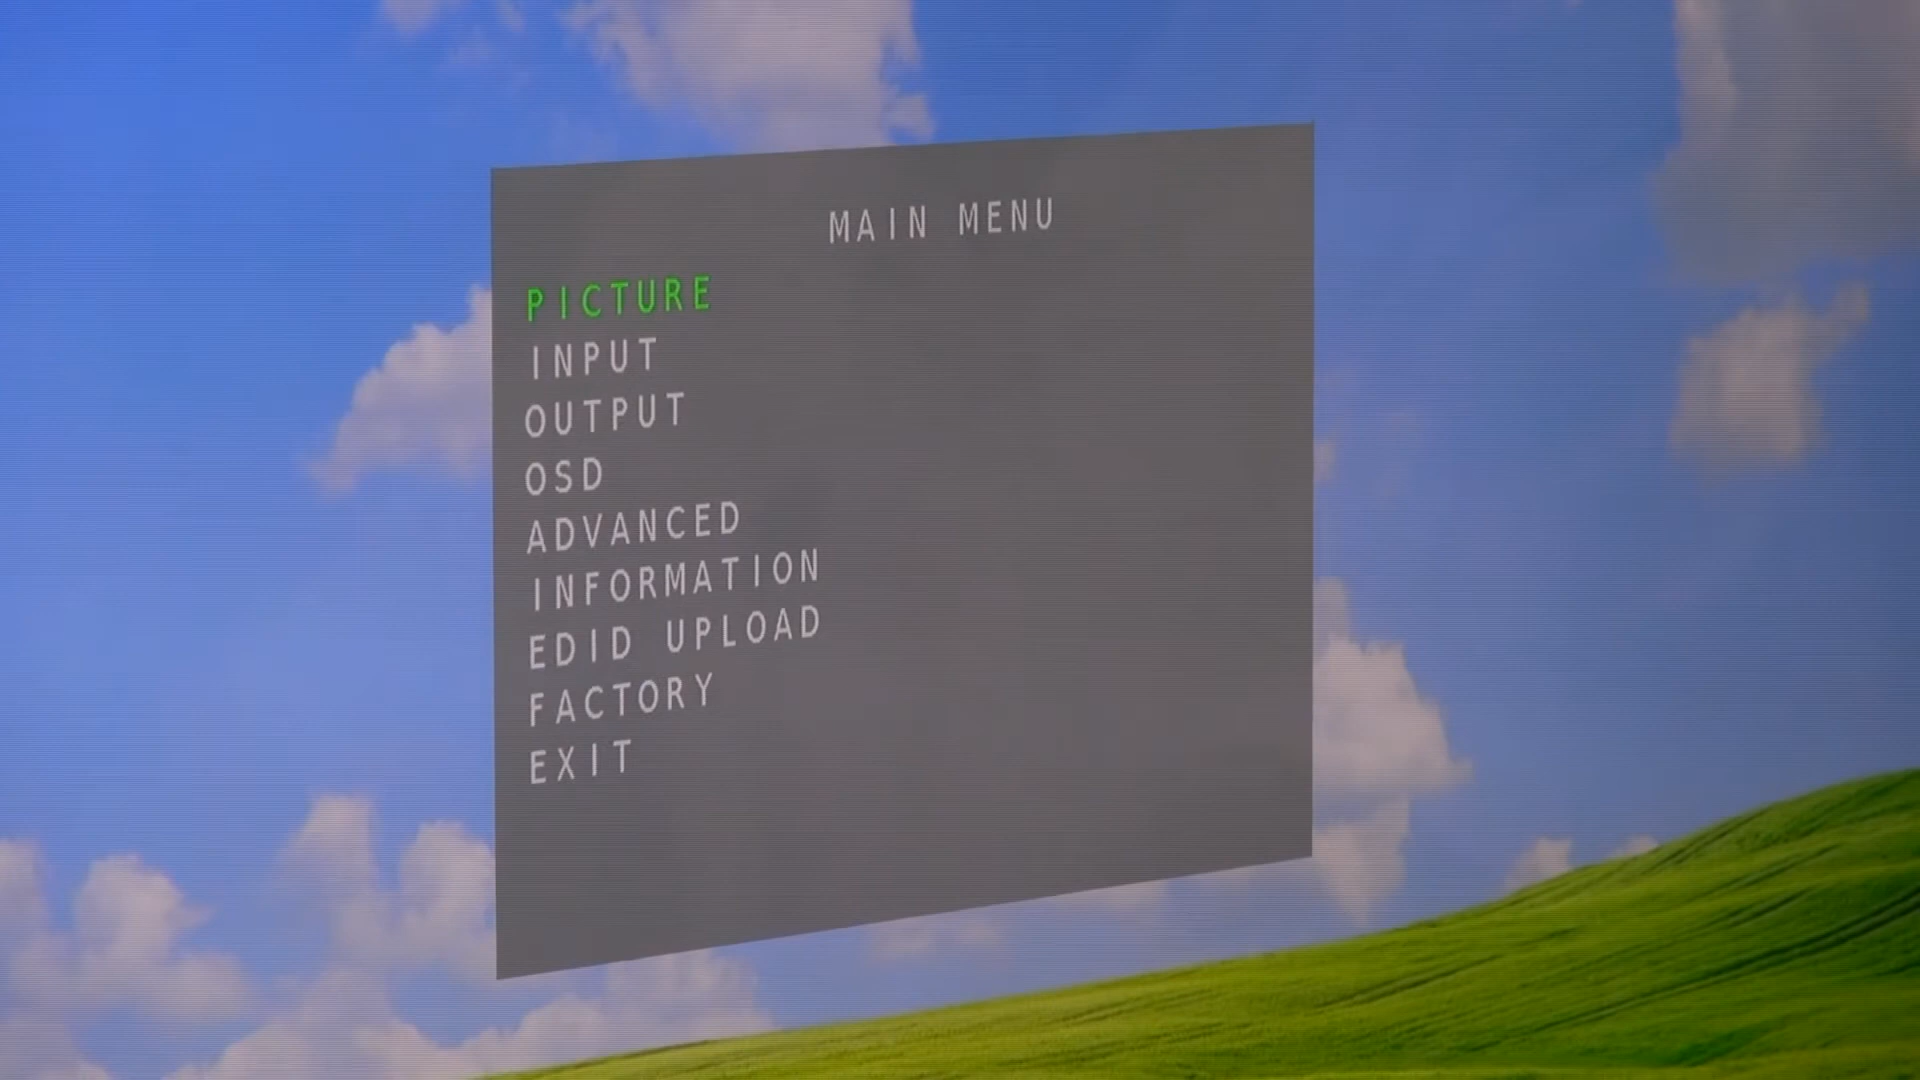 MAIN MENU
PICTURE
INPUT
OUTPUT
OSD
ADVANCED
INFORMATION
EDID UPLOAD
FACTORY
EXIT